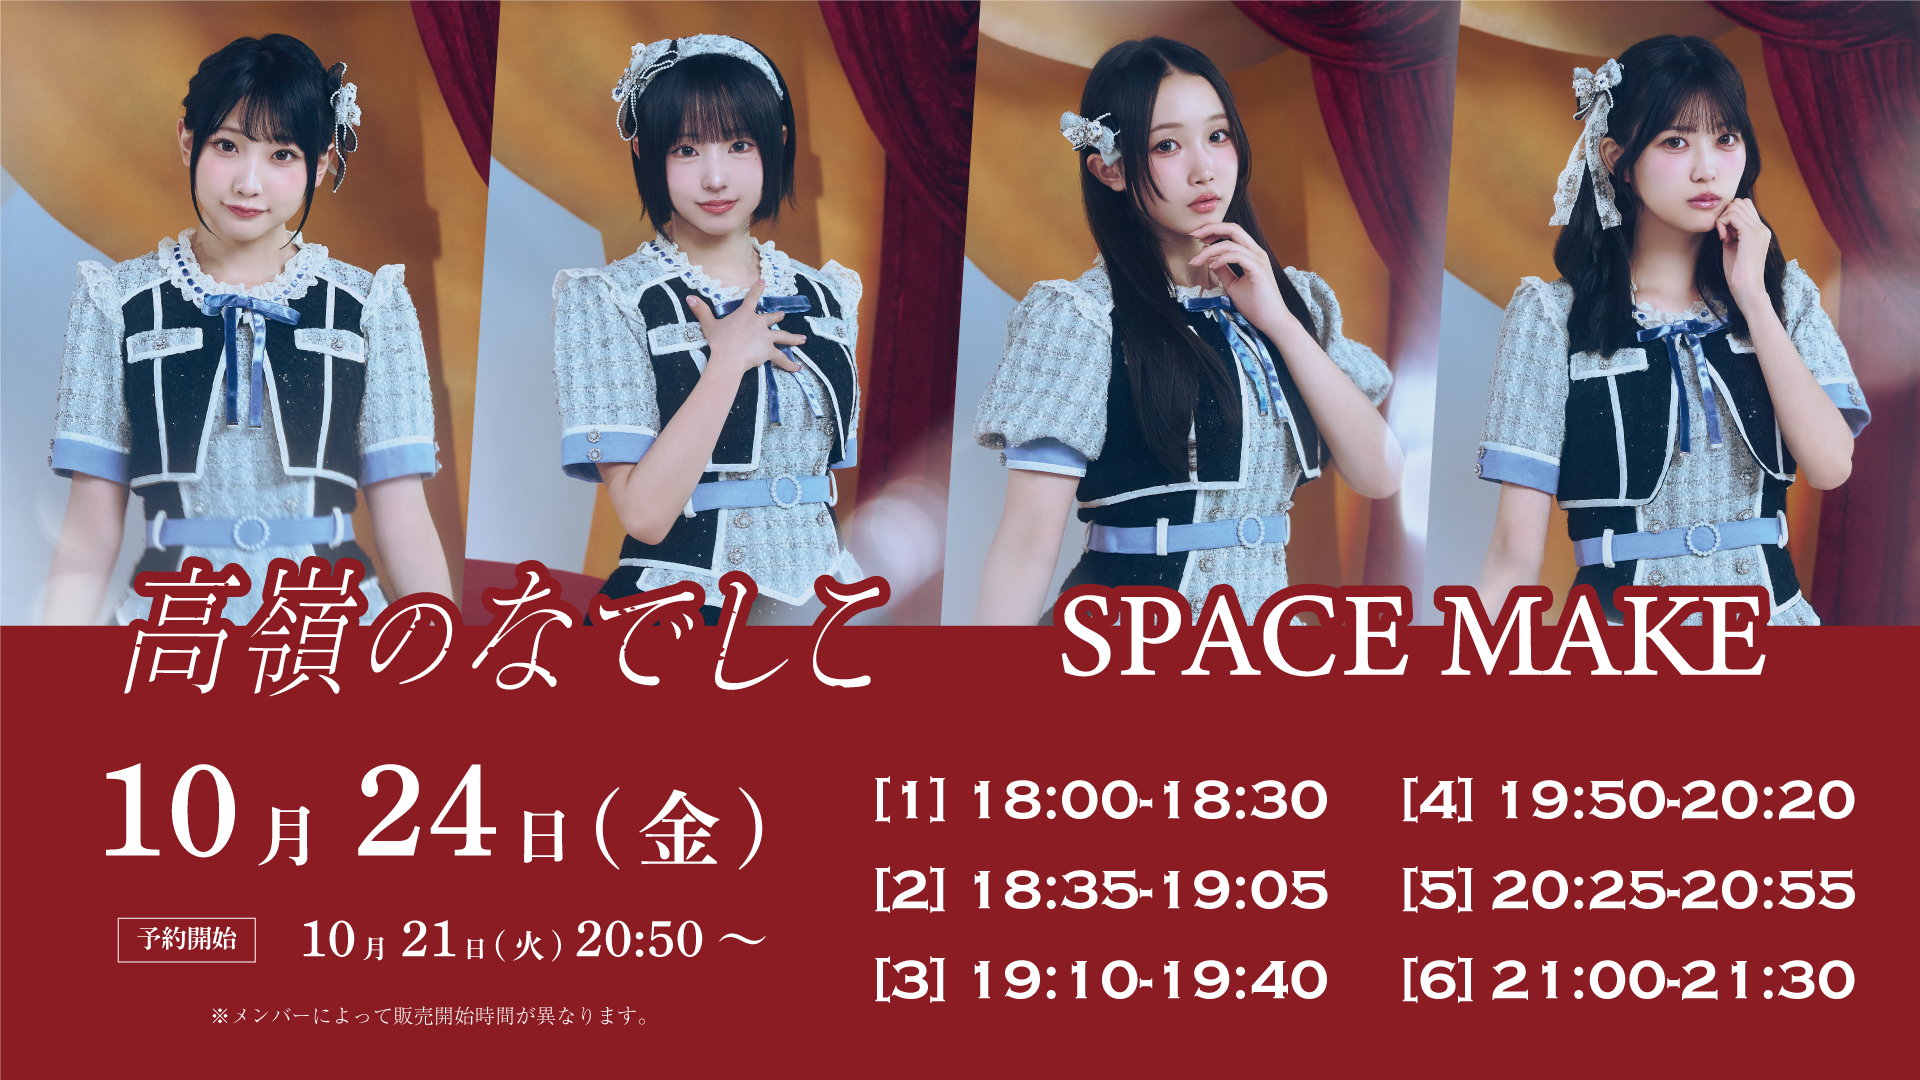 高嶺のなでしこ
SPACE MAKE
10月24日(金)
予約開始 10月21日(火)20:50～
※メンバーによって販売開始時間が異なります。
[1] 18:00-18:30
[2] 18:35-19:05
[3] 19:10-19:40
[4] 19:50-20:20
[5] 20:25-20:55
[6] 21:00-21:30